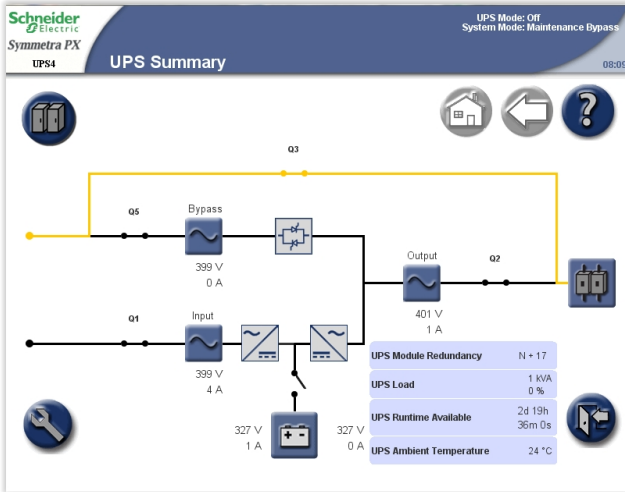 Schneider
Electric
Symmetra PX
UPS4
UPS Summary
UPS Mode: Off
System Mode: Maintenance Bypass
08:09
Q3
Q5
Bypass
399 V
0 A
Output
Q2
401 V
1 A
Q1
Input
399 V
4 A
327 V
1 A
327 V
0 A
UPS Module Redundancy N + 17
UPS Load 1 kVA
0 %
UPS Runtime Available 2d 19h
36m 0s
UPS Ambient Temperature 24 °C